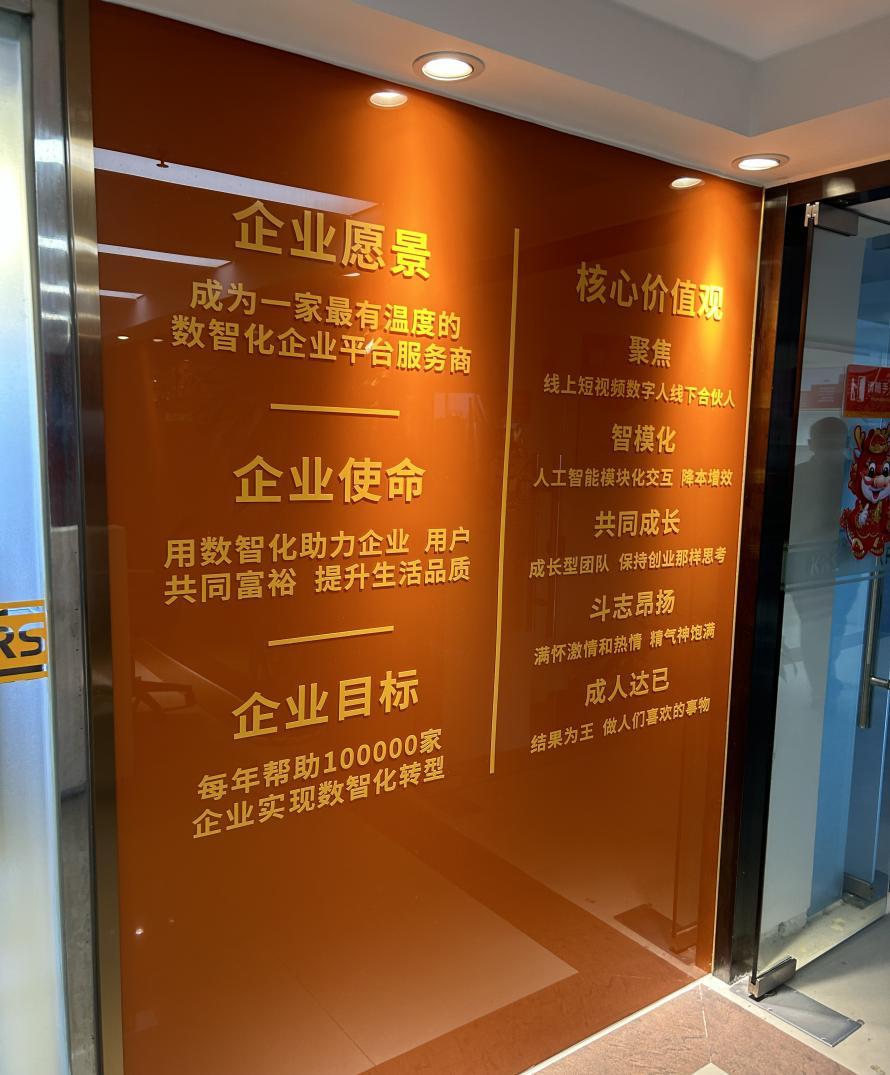 企业愿景
成为一家最有温度的
数智化企业平台服务商
企业使命
用数智化助力企业 用户
共同富裕 提升生活品质
企业目标
每年帮助100000家
企业实现数智化转型
核心价值观
聚焦
线上短视频数字人线下合伙人
智模化
人工智能模块化交互 降本增效
共同成长
成长型团队 保持创业那样思考
斗志昂扬
满怀激情和热情 精气神饱满
成人达已
结果为王 做人们喜欢的事物
RS